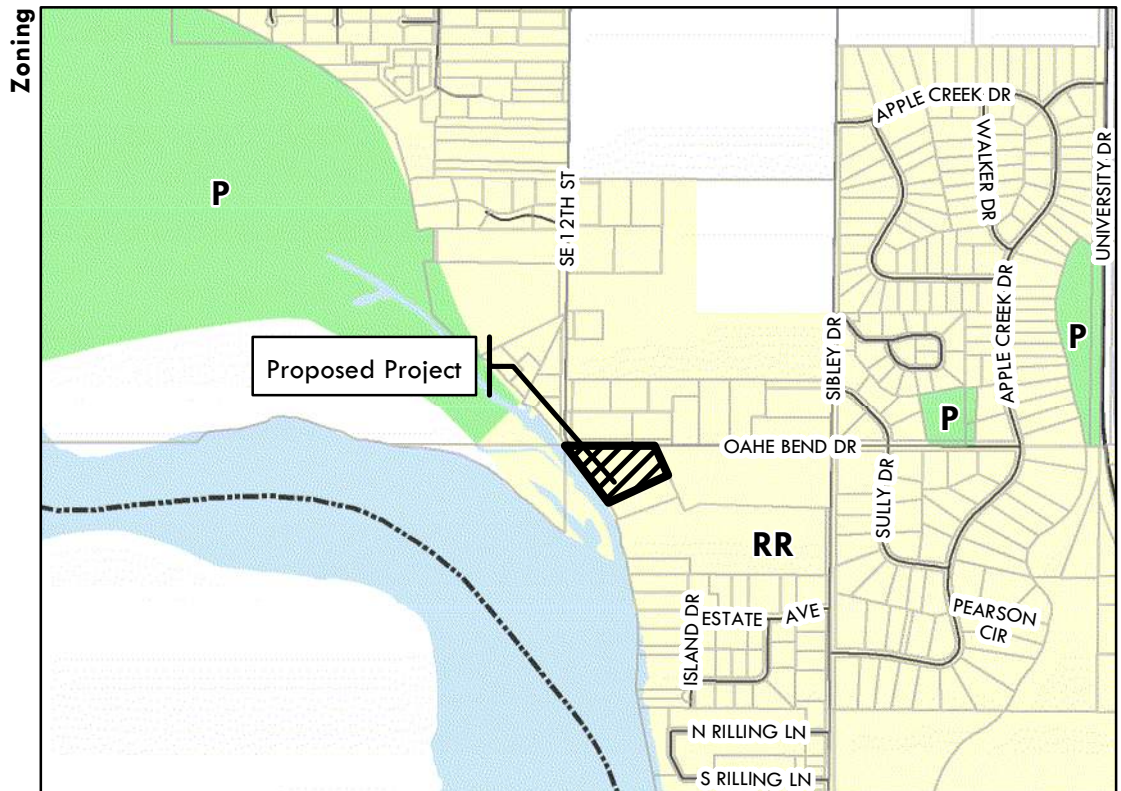 Zoning
APPLE CREEK DR
WALKER DR
UNIVERSITY DR
P
SE 12TH ST
APPLE CREEK DR
P
SIBLEY DR
Proposed Project
P
OAHE BEND DR
SULLY DR
RR
ISLAND DR
ESTATE AVE
PEARSON
CIR
N RILLING LN
S RILLING LN